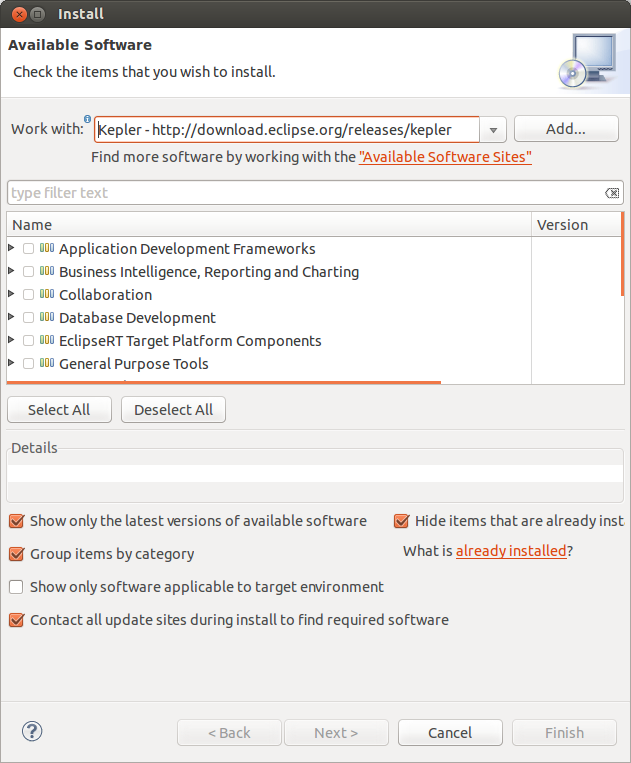 Install
Available Software
Check the items that you wish to install.
Work with: Kepler - http://download.eclipse.org/releases/kepler Add...
Find more software by working with the "Available Software Sites"
type filter text
Name Version
Application Development Frameworks
Business Intelligence, Reporting and Charting
Collaboration
Database Development
EclipseRT Target Platform Components
General Purpose Tools
Select All Deselect All
Details
Show only the latest versions of available software Hide items that are already inst
Group items by category What is already installed?
Show only software applicable to target environment
Contact all update sites during install to find required software
? < Back Next > Cancel Finish